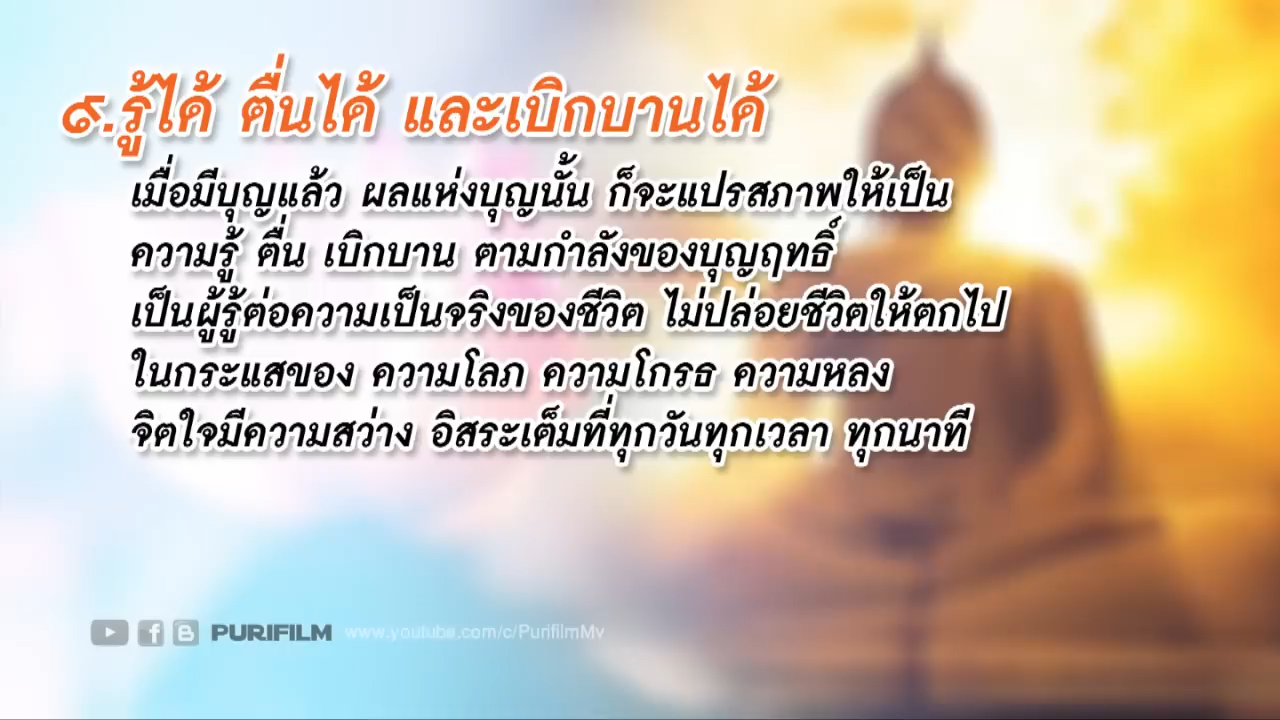 ๙.รู้ได้ ตื่นได้ และเบิกบานได้
เมื่อมีบุญแล้ว ผลแห่งบุญนั้น ก็จะแปรสภาพให้เป็น
ความรู้ ตื่น เบิกบาน ตามกำลังของบุญฤทธิ์
เป็นผู้รู้ต่อความเป็นจริงของชีวิต ไม่ปล่อยชีวิตให้ตกไป
ในกระแสของ ความโลภ ความโกรธ ความหลง
จิตใจมีความสว่าง อิสระเต็มที่ทุกวันทุกเวลา ทุกนาที
PURIFILM www.youtube.com/c/PurifilmMv